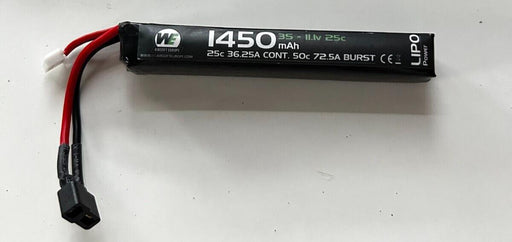 WE
1450 mAh
3S - 11.1v 25c
25c 36.25A CONT. 50c 72.5A BURST CE
LIPO
Power